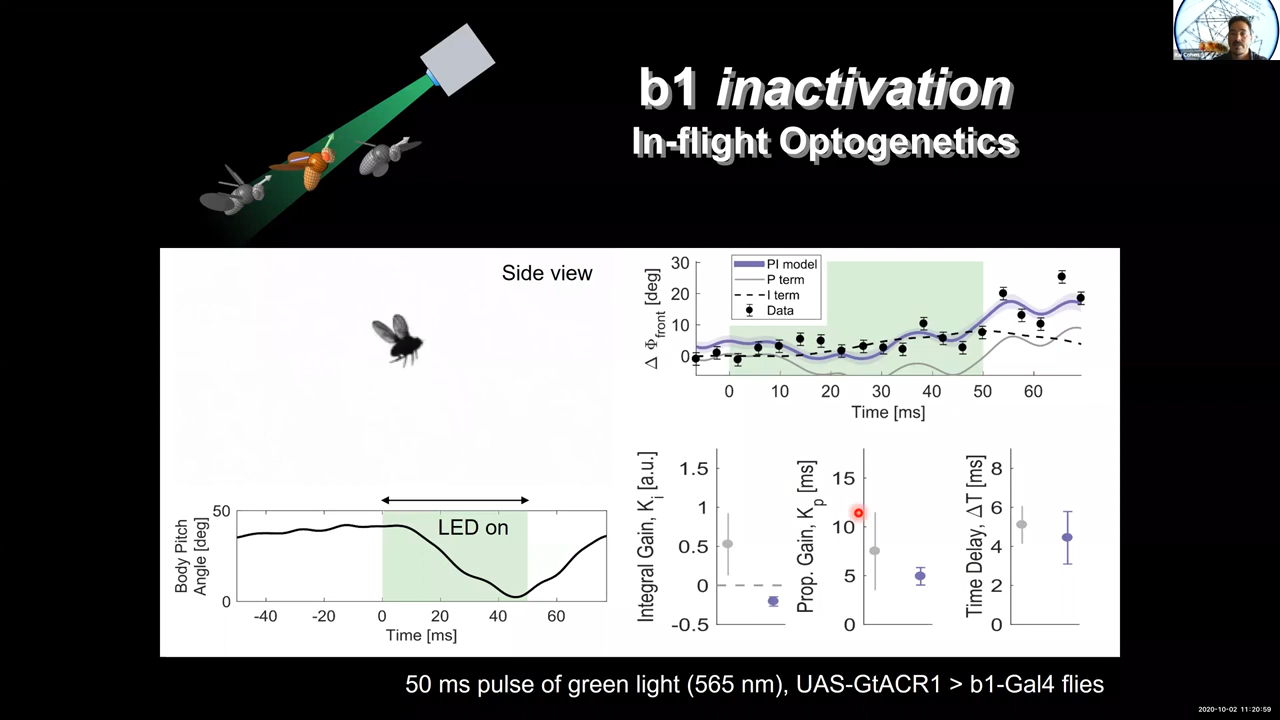 b1 inactivation
In-flight Optogenetics
Side view
50
0
Body Pitch
Angle [deg]
LED on
-40 -20 0 20 40 60
Time [ms]
30
20
10
0
Δ Φfront [deg]
PI model
P term
I term
Data
0 10 20 30 40 50 60
Time [ms]
Integral Gain, Ki [a.u.]
1.5
1
0.5
0
-0.5
Prop. Gain, Kp [ms]
15
10
5
0
Time Delay, ΔT [ms]
8
6
4
2
0
50 ms pulse of green light (565 nm), UAS-GtACR1 > b1-Gal4 flies
2020-10-02 11:20:59